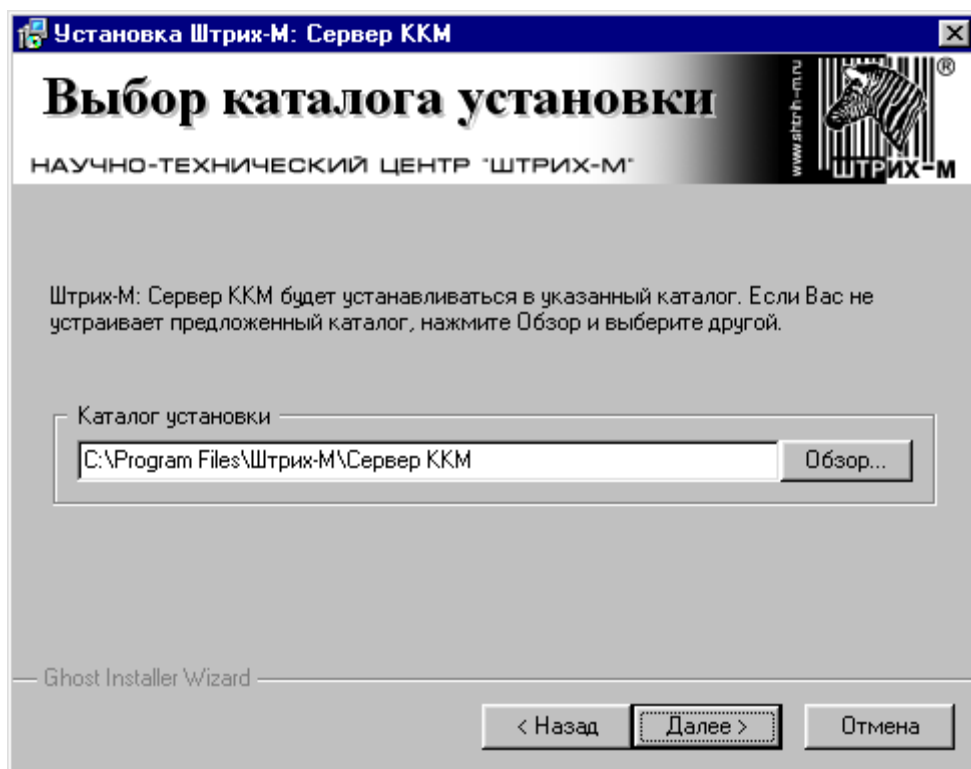 Установка Штрих-М: Сервер ККМ
Выбор каталога установки
НАУЧНО-ТЕХНИЧЕСКИЙ ЦЕНТР "ШТРИХ-М"
www.shtrih-m.ru
®
ШТРИХ-М
Штрих-М: Сервер ККМ будет устанавливаться в указанный каталог. Если Вас не
устраивает предложенный каталог, нажмите Обзор и выберите другой.
Каталог установки
C:\Program Files\Штрих-М\Сервер ККМ
Обзор...
Ghost Installer Wizard
< Назад
Далее >
Отмена